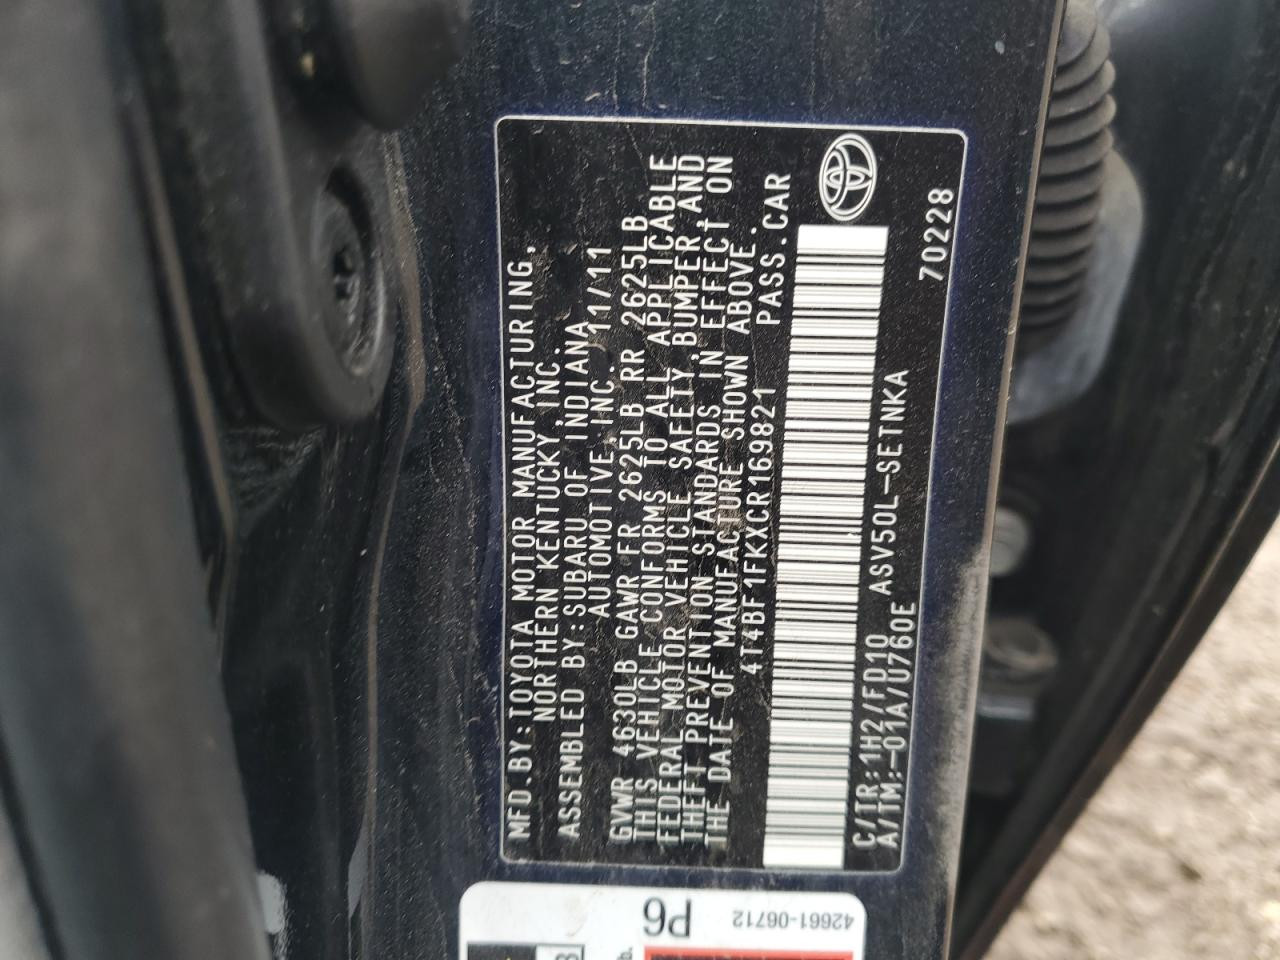 MFD.BY:TOYOTA MOTOR MANUFACTURING,
NORTHERN KENTUCKY, INC.
ASSEMBLED BY:SUBARU OF INDIANA
AUTOMOTIVE, INC. 11/11
GVWR 4630LB GAWR FR 2625LB RR 2625LB
THIS VEHICLE CONFORMS TO ALL APPLICABLE
FEDERAL MOTOR VEHICLE SAFETY, BUMPER, AND
THEFT PREVENTION STANDARDS IN EFFECT ON
THE DATE OF MANUFACTURE SHOWN ABOVE.
4T4BF1FKXCR169821 PASS.CAR
C/TR:1H2/FD10 ASV50L-SETNKA
A/TM:-01A/U760E
70228
P6
42661-06712